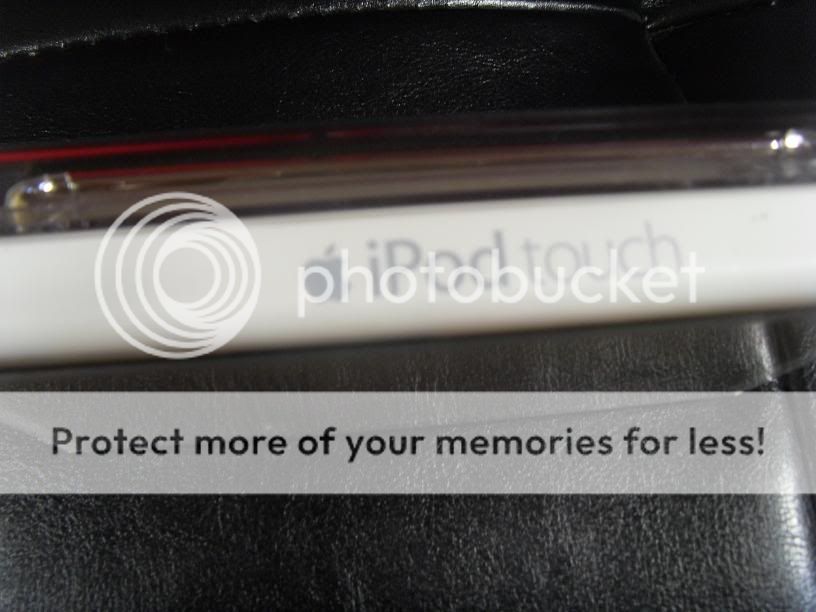 iPod touch
photobucket
Protect more of your memories for less!